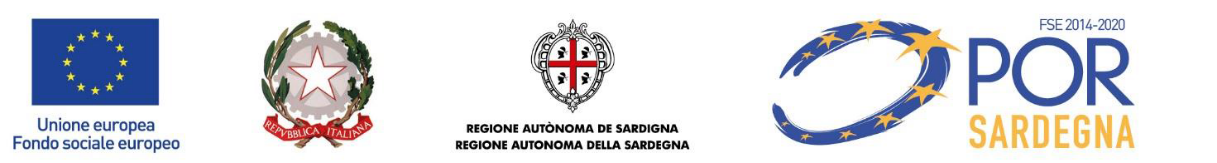 Unione europea
Fondo sociale europeo
REPVBBLICA ITALIANA
REGIONE AUTÒNOMA DE SARDIGNA
REGIONE AUTONOMA DELLA SARDEGNA
FSE 2014-2020
POR
SARDEGNA